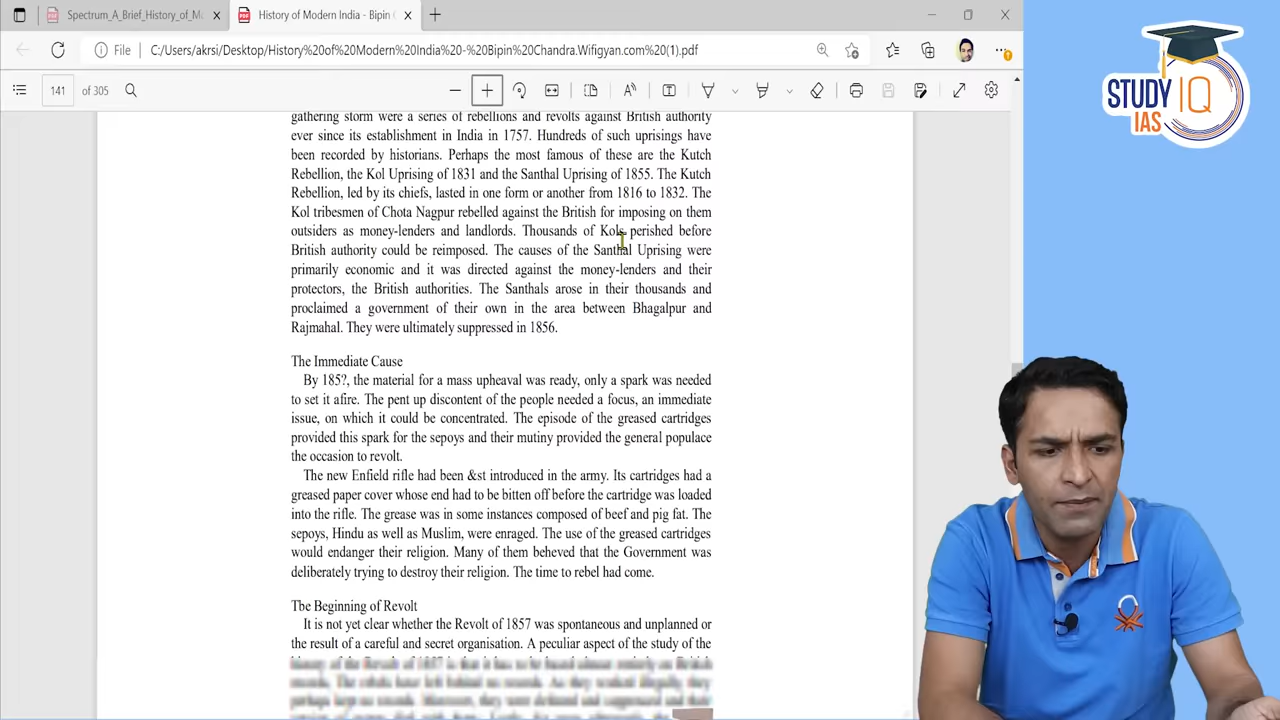 Spectrum_A_Brief_History_of_Mo
History of Modern India - Bipin C
File C:/Users/akrsi/Desktop/History%20of%20Modern%20India%20-%20Bipin%20Chandra.Wifigyan.com%20(1).pdf
141 of 305
STUDY IQ
IAS
gathering storm were a series of rebellions and revolts against British authority
ever since its establishment in India in 1757. Hundreds of such uprisings have
been recorded by historians. Perhaps the most famous of these are the Kutch
Rebellion, the Kol Uprising of 1831 and the Santhal Uprising of 1855. The Kutch
Rebellion, led by its chiefs, lasted in one form or another from 1816 to 1832. The
Kol tribesmen of Chota Nagpur rebelled against the British for imposing on them
outsiders as money-lenders and landlords. Thousands of Kols perished before
British authority could be reimposed. The causes of the Santhal Uprising were
primarily economic and it was directed against the money-lenders and their
protectors, the British authorities. The Santhals arose in their thousands and
proclaimed a government of their own in the area between Bhagalpur and
Rajmahal. They were ultimately suppressed in 1856.
The Immediate Cause
By 185?, the material for a mass upheaval was ready, only a spark was needed
to set it afire. The pent up discontent of the people needed a focus, an immediate
issue, on which it could be concentrated. The episode of the greased cartridges
provided this spark for the sepoys and their mutiny provided the general populace
the occasion to revolt.
The new Enfield rifle had been &st introduced in the army. Its cartridges had a
greased paper cover whose end had to be bitten off before the cartridge was loaded
into the rifle. The grease was in some instances composed of beef and pig fat. The
sepoys, Hindu as well as Muslim, were enraged. The use of the greased cartridges
would endanger their religion. Many of them beheved that the Government was
deliberately trying to destroy their religion. The time to rebel had come.
Tbe Beginning of Revolt
It is not yet clear whether the Revolt of 1857 was spontaneous and unplanned or
the result of a careful and secret organisation. A peculiar aspect of the study of the